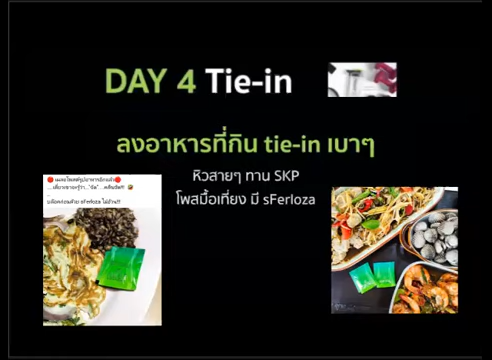 DAY 4 Tie-in
ลงอาหารที่กิน tie-in เบาๆ
หิวสายๆ ทาน SKP
โพสมื้อเที่ยง มี sFerloza